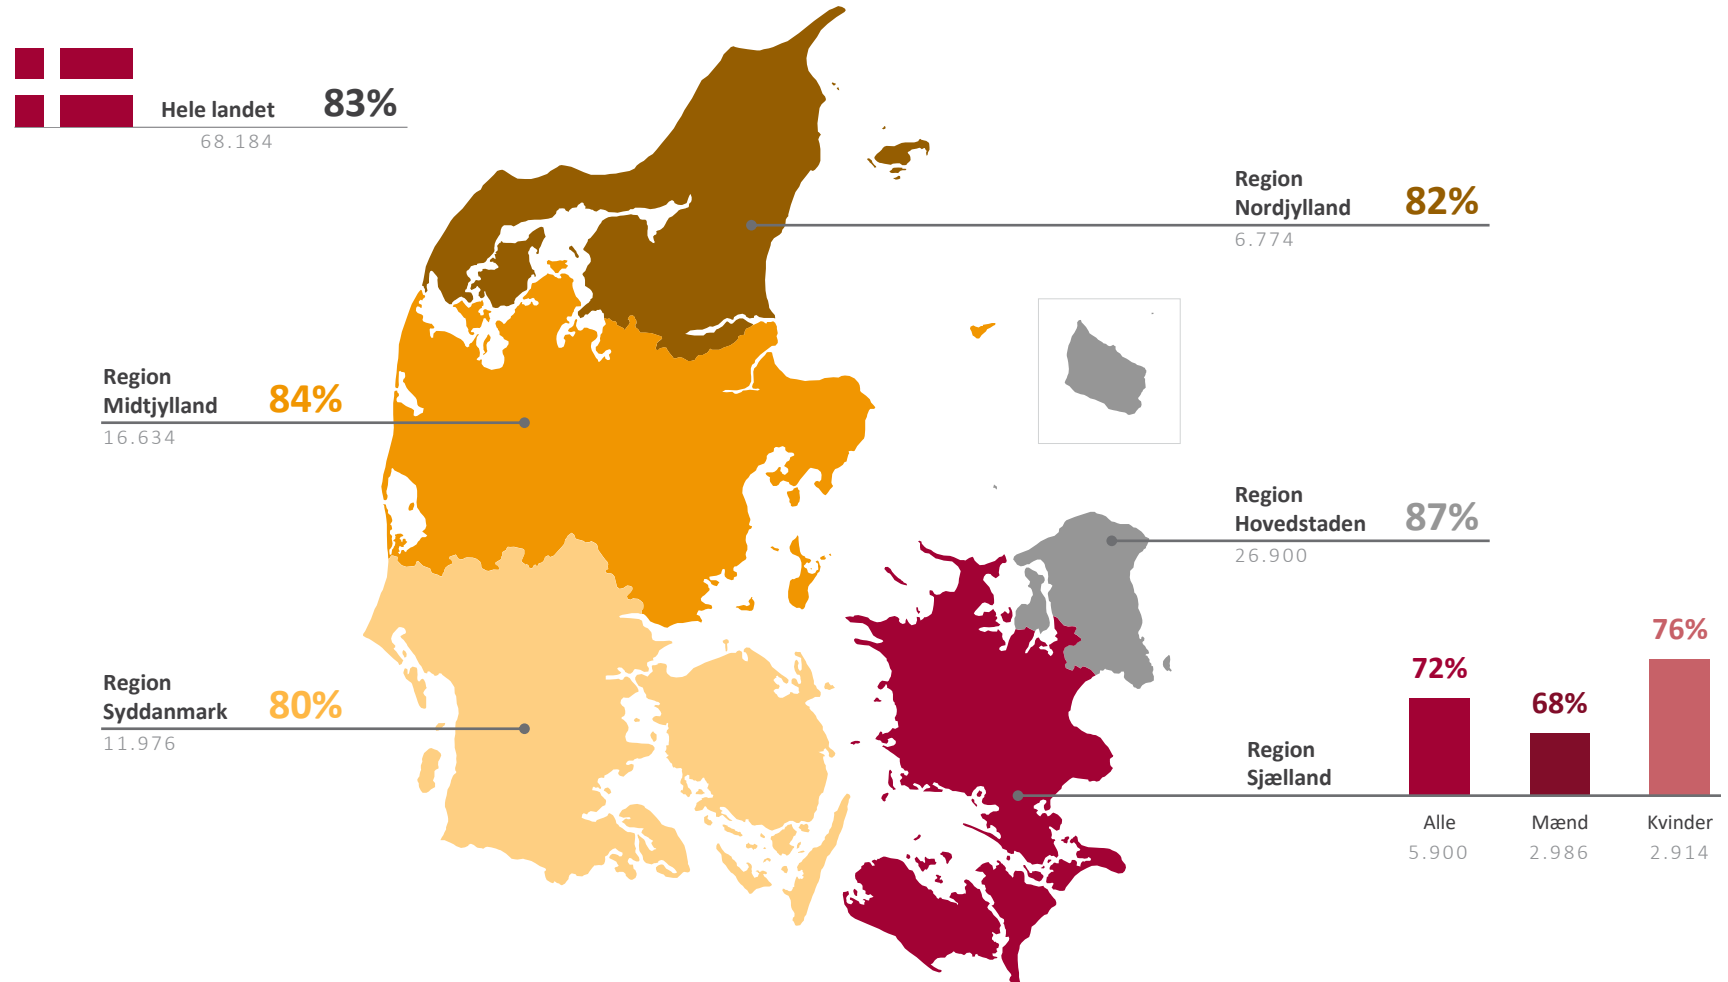 Hele landet 83%
68.184
Region
Nordjylland 82%
6.774
Region
Midtjylland 84%
16.634
Region
Hovedstaden 87%
26.900
Region
Syddanmark 80%
11.976
Region
Sjælland
72% 68% 76%
Alle Mænd Kvinder
5.900 2.986 2.914